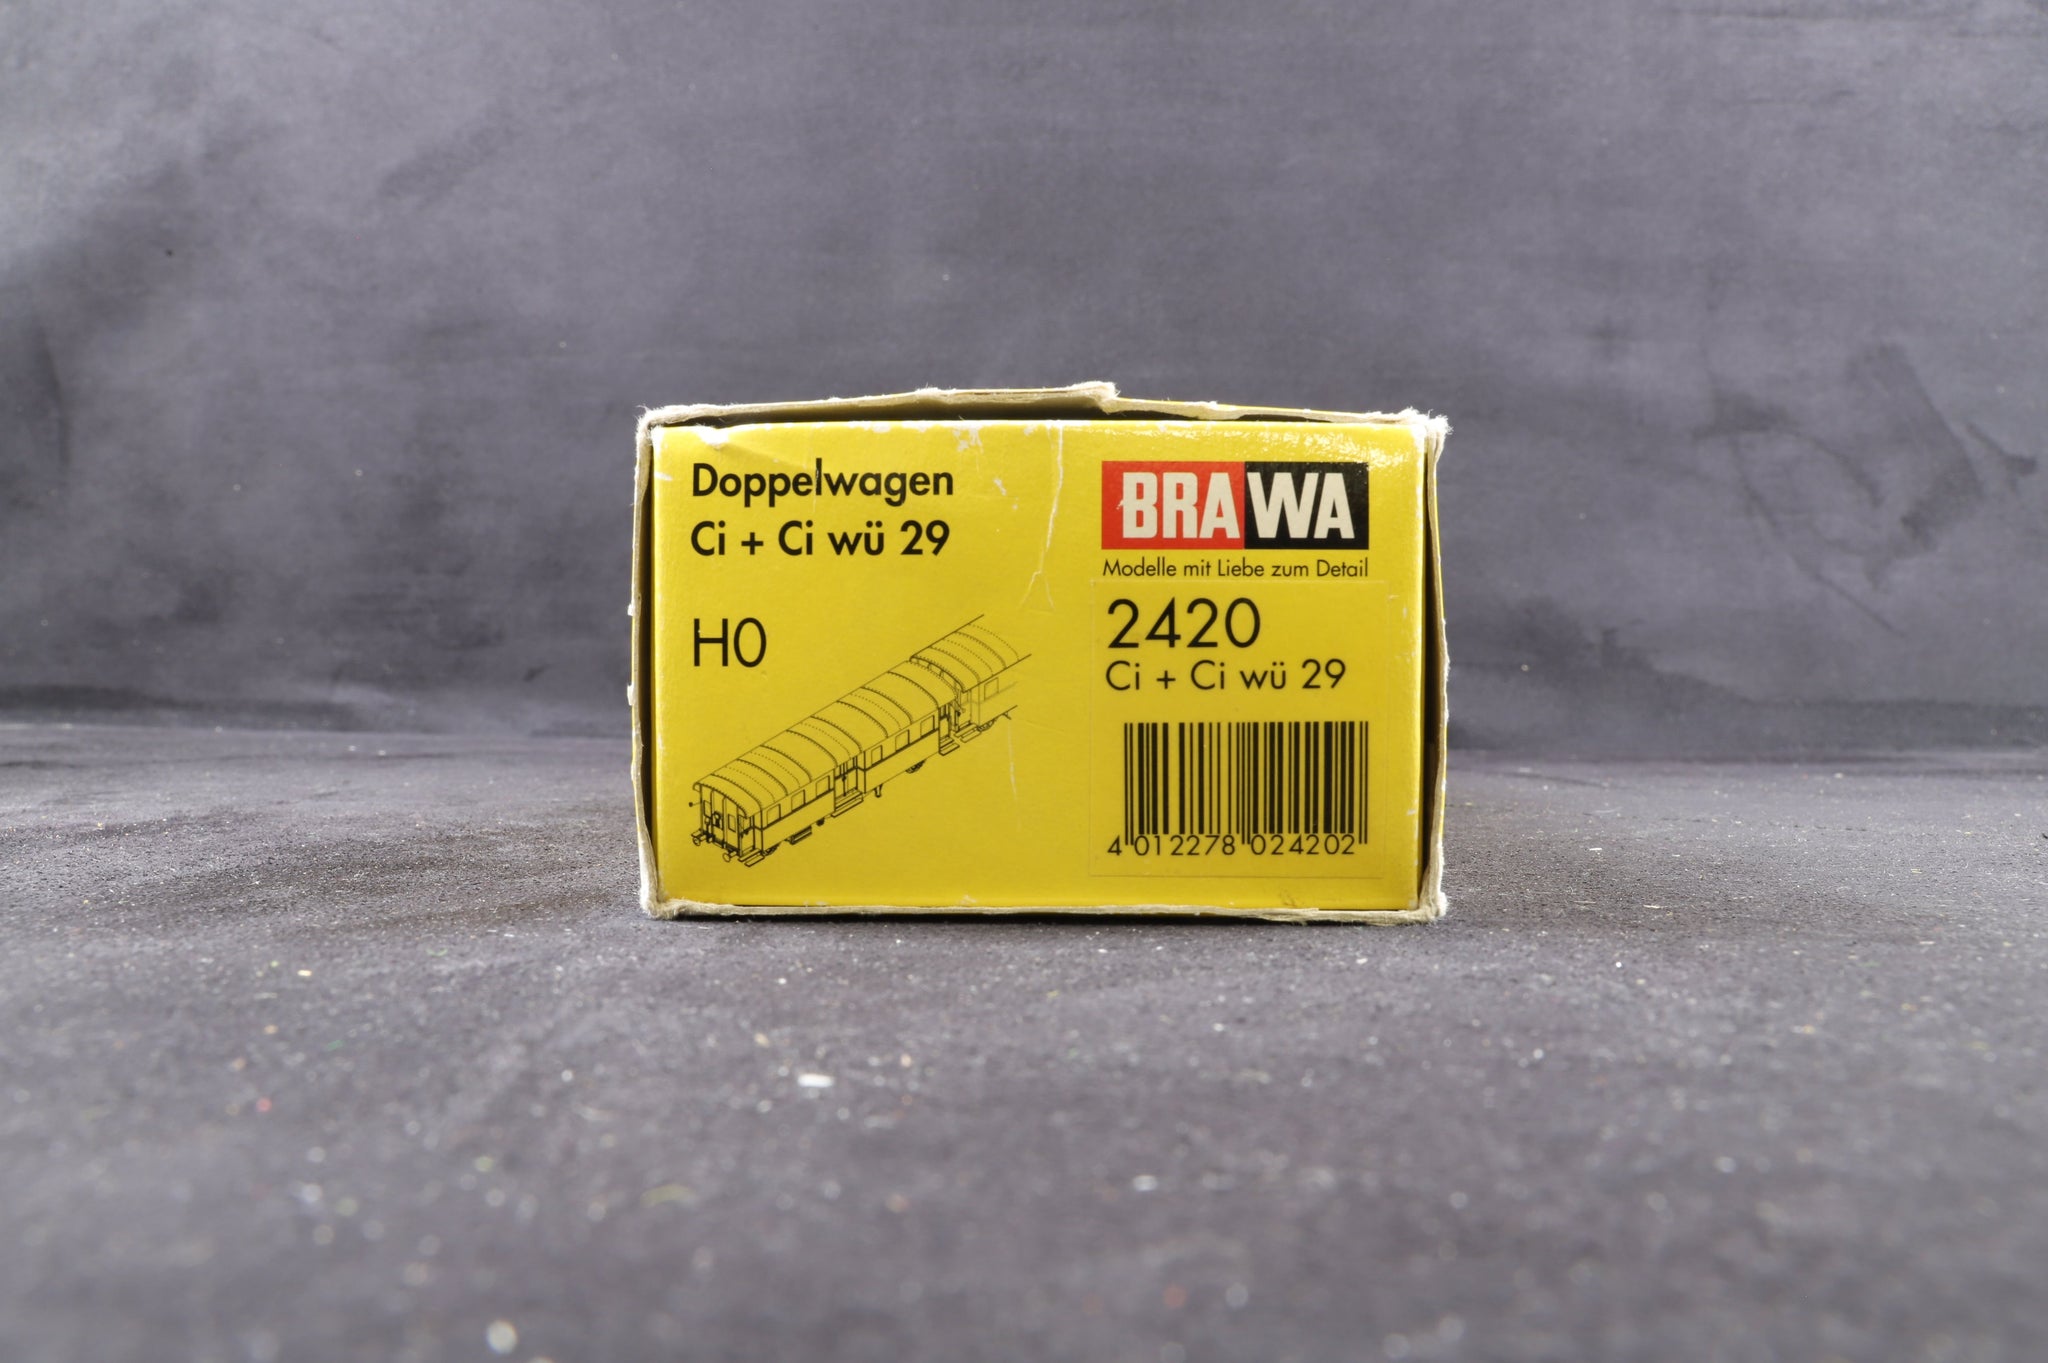 Doppelwagen
Ci + Ci wü 29
H0
BRAWA
Modelle mit Liebe zum Detail
2420
Ci + Ci wü 29
4 012278 024202